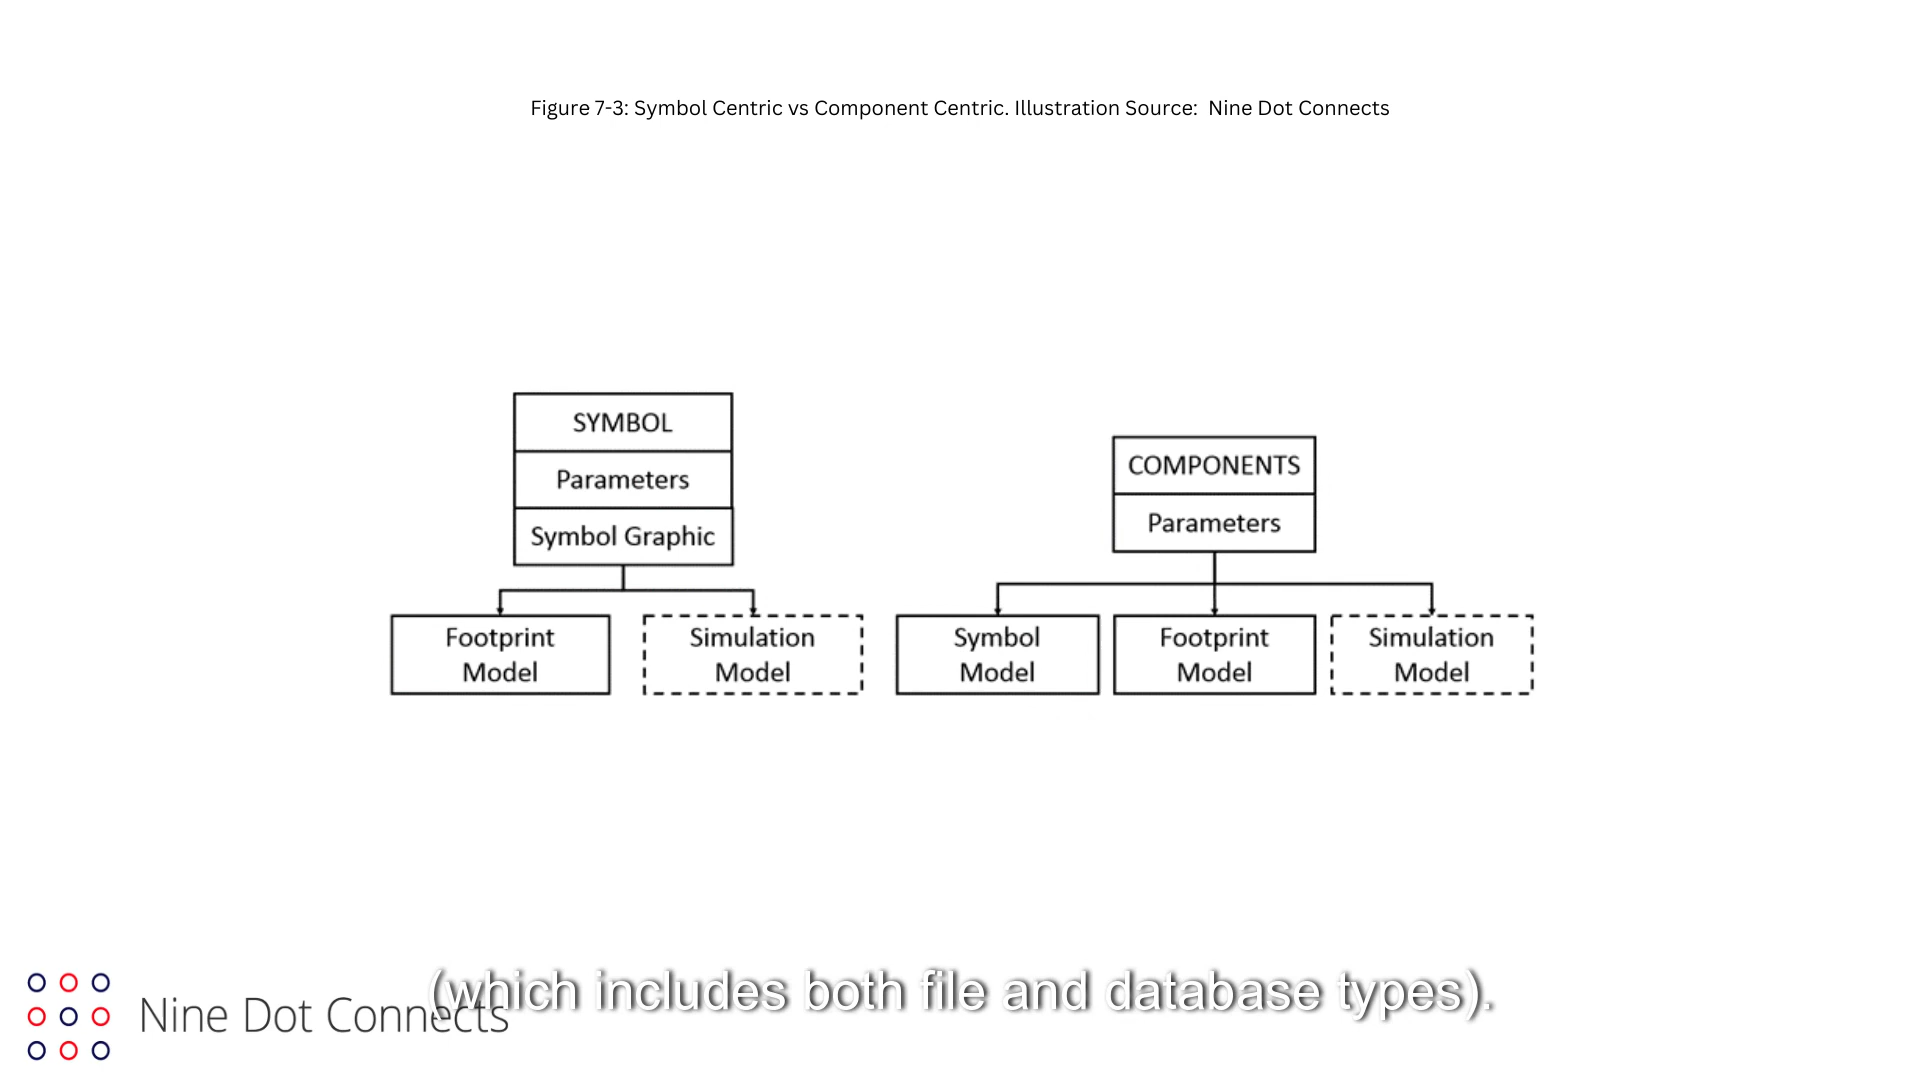 Figure 7-3: Symbol Centric vs Component Centric. Illustration Source:  Nine Dot Connects
SYMBOL
Parameters
Symbol Graphic
Footprint
Model
Simulation
Model
COMPONENTS
Parameters
Symbol
Model
Footprint
Model
Simulation
Model
(which includes both file and database types).
Nine Dot Connects